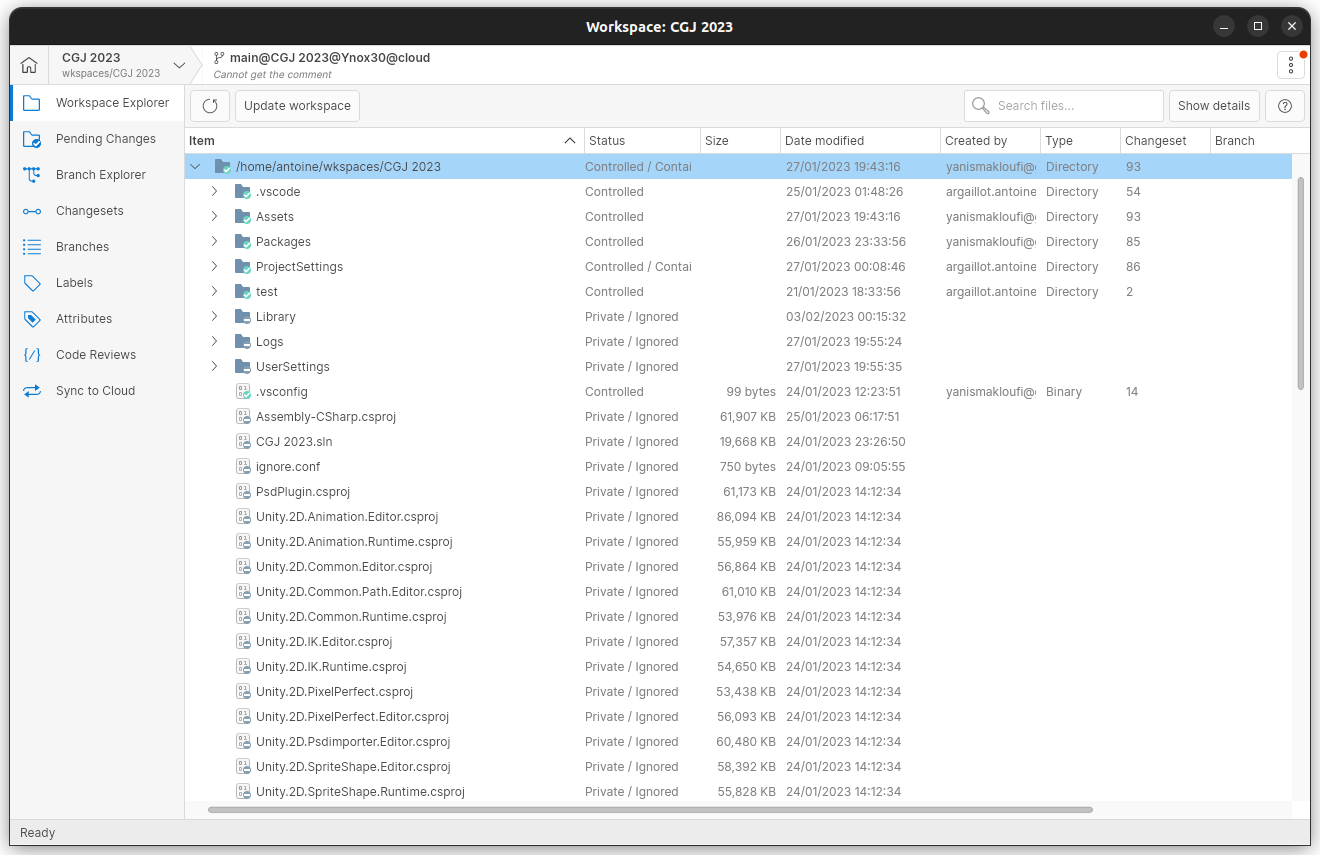 Workspace: CGJ 2023
CGJ 2023
wkspaces/CGJ 2023
main@CGJ 2023@Ynox30@cloud
Cannot get the comment
Workspace Explorer
Pending Changes
Branch Explorer
Changesets
Branches
Labels
Attributes
Code Reviews
Sync to Cloud
Update workspace
Search files...
Show details
Item Status Size Date modified Created by Type Changeset Branch
/home/antoine/wkspaces/CGJ 2023 Controlled / Contai 27/01/2023 19:43:16 yanismakloufi@ Directory 93
.vscode Controlled 25/01/2023 01:48:26 argaillot.antoine Directory 54
Assets Controlled 27/01/2023 19:43:16 yanismakloufi@ Directory 93
Packages Controlled 26/01/2023 23:33:56 yanismakloufi@ Directory 85
ProjectSettings Controlled / Contai 27/01/2023 00:08:46 argaillot.antoine Directory 86
test Controlled 21/01/2023 18:33:56 argaillot.antoine Directory 2
Library Private / Ignored 03/02/2023 00:15:32
Logs Private / Ignored 27/01/2023 19:55:24
UserSettings Private / Ignored 27/01/2023 19:55:35
.vsconfig Controlled 99 bytes 24/01/2023 12:23:51 yanismakloufi@ Binary 14
Assembly-CSharp.csproj Private / Ignored 61,907 KB 25/01/2023 06:17:51
CGJ 2023.sln Private / Ignored 19,668 KB 24/01/2023 23:26:50
ignore.conf Private / Ignored 750 bytes 24/01/2023 09:05:55
PsdPlugin.csproj Private / Ignored 61,173 KB 24/01/2023 14:12:34
Unity.2D.Animation.Editor.csproj Private / Ignored 86,094 KB 24/01/2023 14:12:34
Unity.2D.Animation.Runtime.csproj Private / Ignored 55,959 KB 24/01/2023 14:12:34
Unity.2D.Common.Editor.csproj Private / Ignored 56,864 KB 24/01/2023 14:12:34
Unity.2D.Common.Path.Editor.csproj Private / Ignored 61,010 KB 24/01/2023 14:12:34
Unity.2D.Common.Runtime.csproj Private / Ignored 53,976 KB 24/01/2023 14:12:34
Unity.2D.IK.Editor.csproj Private / Ignored 57,357 KB 24/01/2023 14:12:34
Unity.2D.IK.Runtime.csproj Private / Ignored 54,650 KB 24/01/2023 14:12:34
Unity.2D.PixelPerfect.csproj Private / Ignored 53,438 KB 24/01/2023 14:12:34
Unity.2D.PixelPerfect.Editor.csproj Private / Ignored 56,093 KB 24/01/2023 14:12:34
Unity.2D.Psdimporter.Editor.csproj Private / Ignored 60,480 KB 24/01/2023 14:12:34
Unity.2D.SpriteShape.Editor.csproj Private / Ignored 58,392 KB 24/01/2023 14:12:34
Unity.2D.SpriteShape.Runtime.csproj Private / Ignored 55,828 KB 24/01/2023 14:12:34
Ready